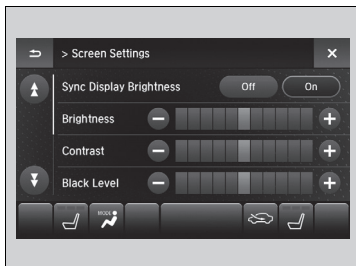 > Screen Settings
Sync Display Brightness Off On
Brightness
Contrast
Black Level
MODE